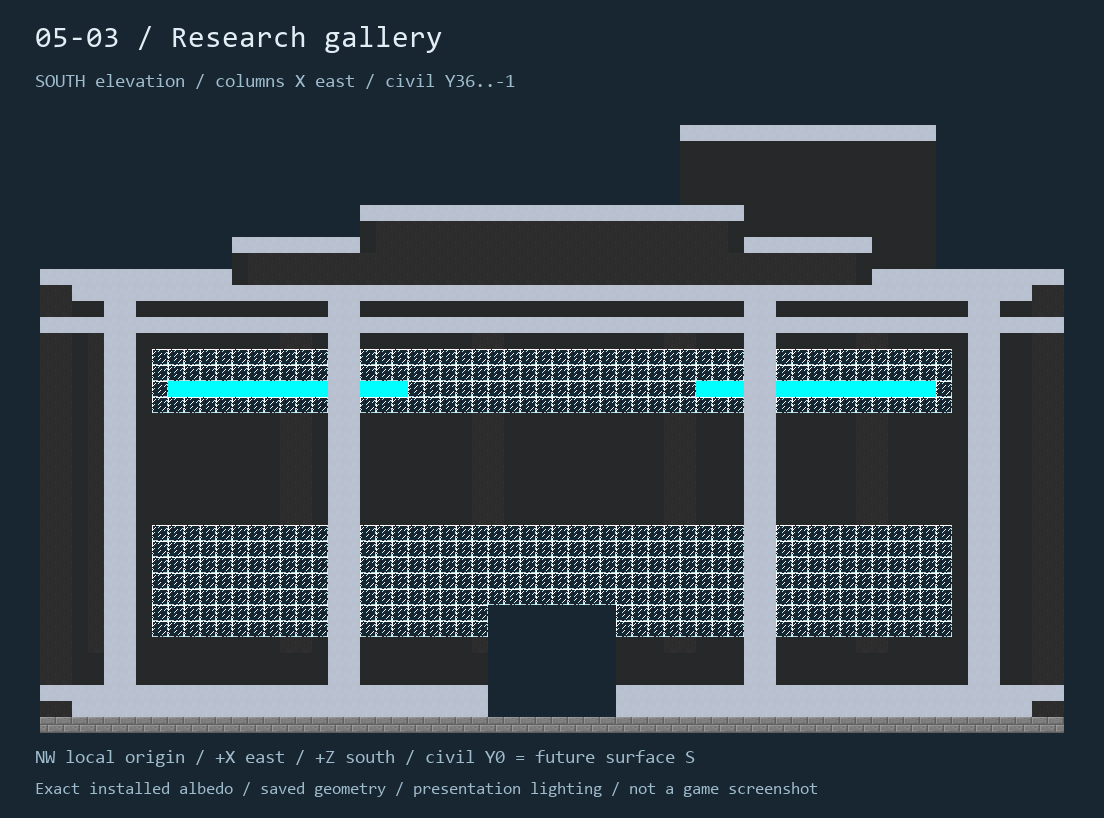 05-03 / Research gallery
SOUTH elevation / columns X east / civil Y36..-1
NW local origin / +X east / +Z south / civil Y0 = future surface S
Exact installed albedo / saved geometry / presentation lighting / not a game screenshot